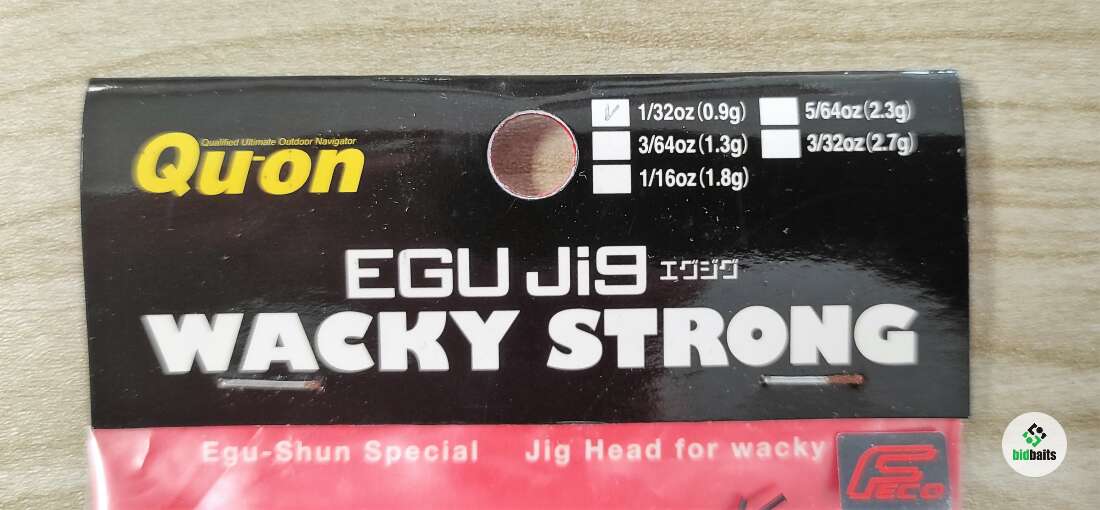 Qualified Ultimate Outdoor Navigator
Qu-on
1/32oz(0.9g)
3/64oz(1.3g)
1/16oz(1.8g)
5/64oz(2.3g)
3/32oz(2.7g)
EGU Jig エグジグ
WACKY STRONG
Egu-Shun Special Jig Head for wacky
FECO
bidbaits